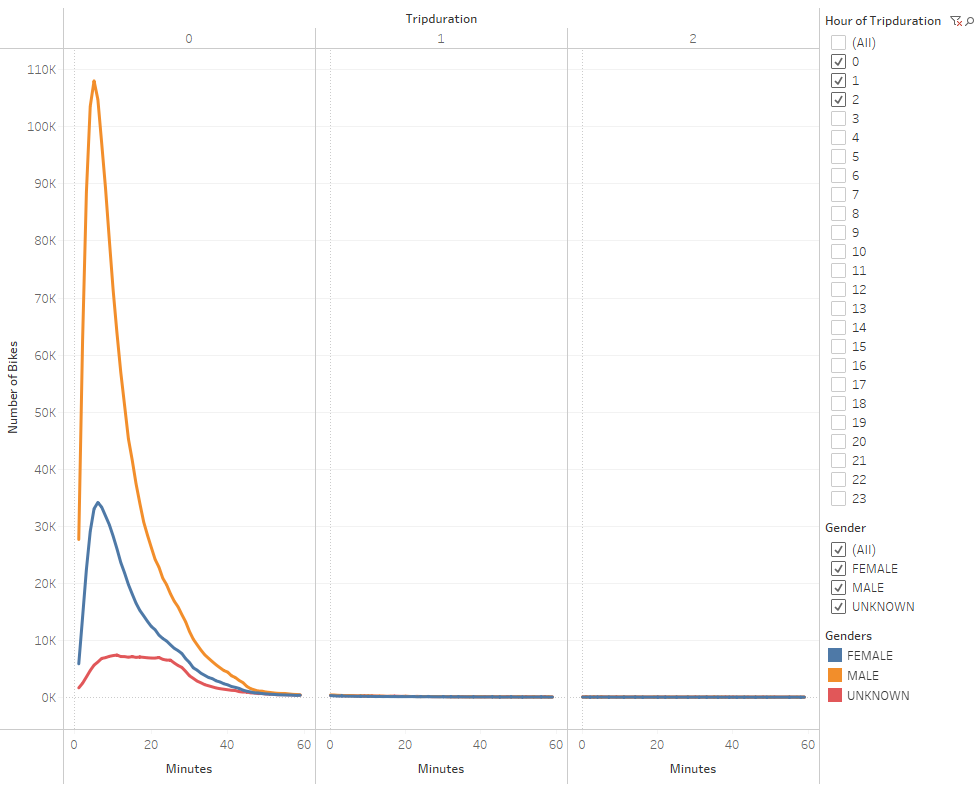 Tripduration
0 1 2
110K
100K
90K
80K
70K
60K
50K
40K
30K
20K
10K
0K
Number of Bikes
0 20 40 60 0 20 40 60 0 20 40 60
Minutes Minutes Minutes
Hour of Tripduration
(All)
0
1
2
3
4
5
6
7
8
9
10
11
12
13
14
15
16
17
18
19
20
21
22
23
Gender
(All)
FEMALE
MALE
UNKNOWN
Genders
FEMALE
MALE
UNKNOWN